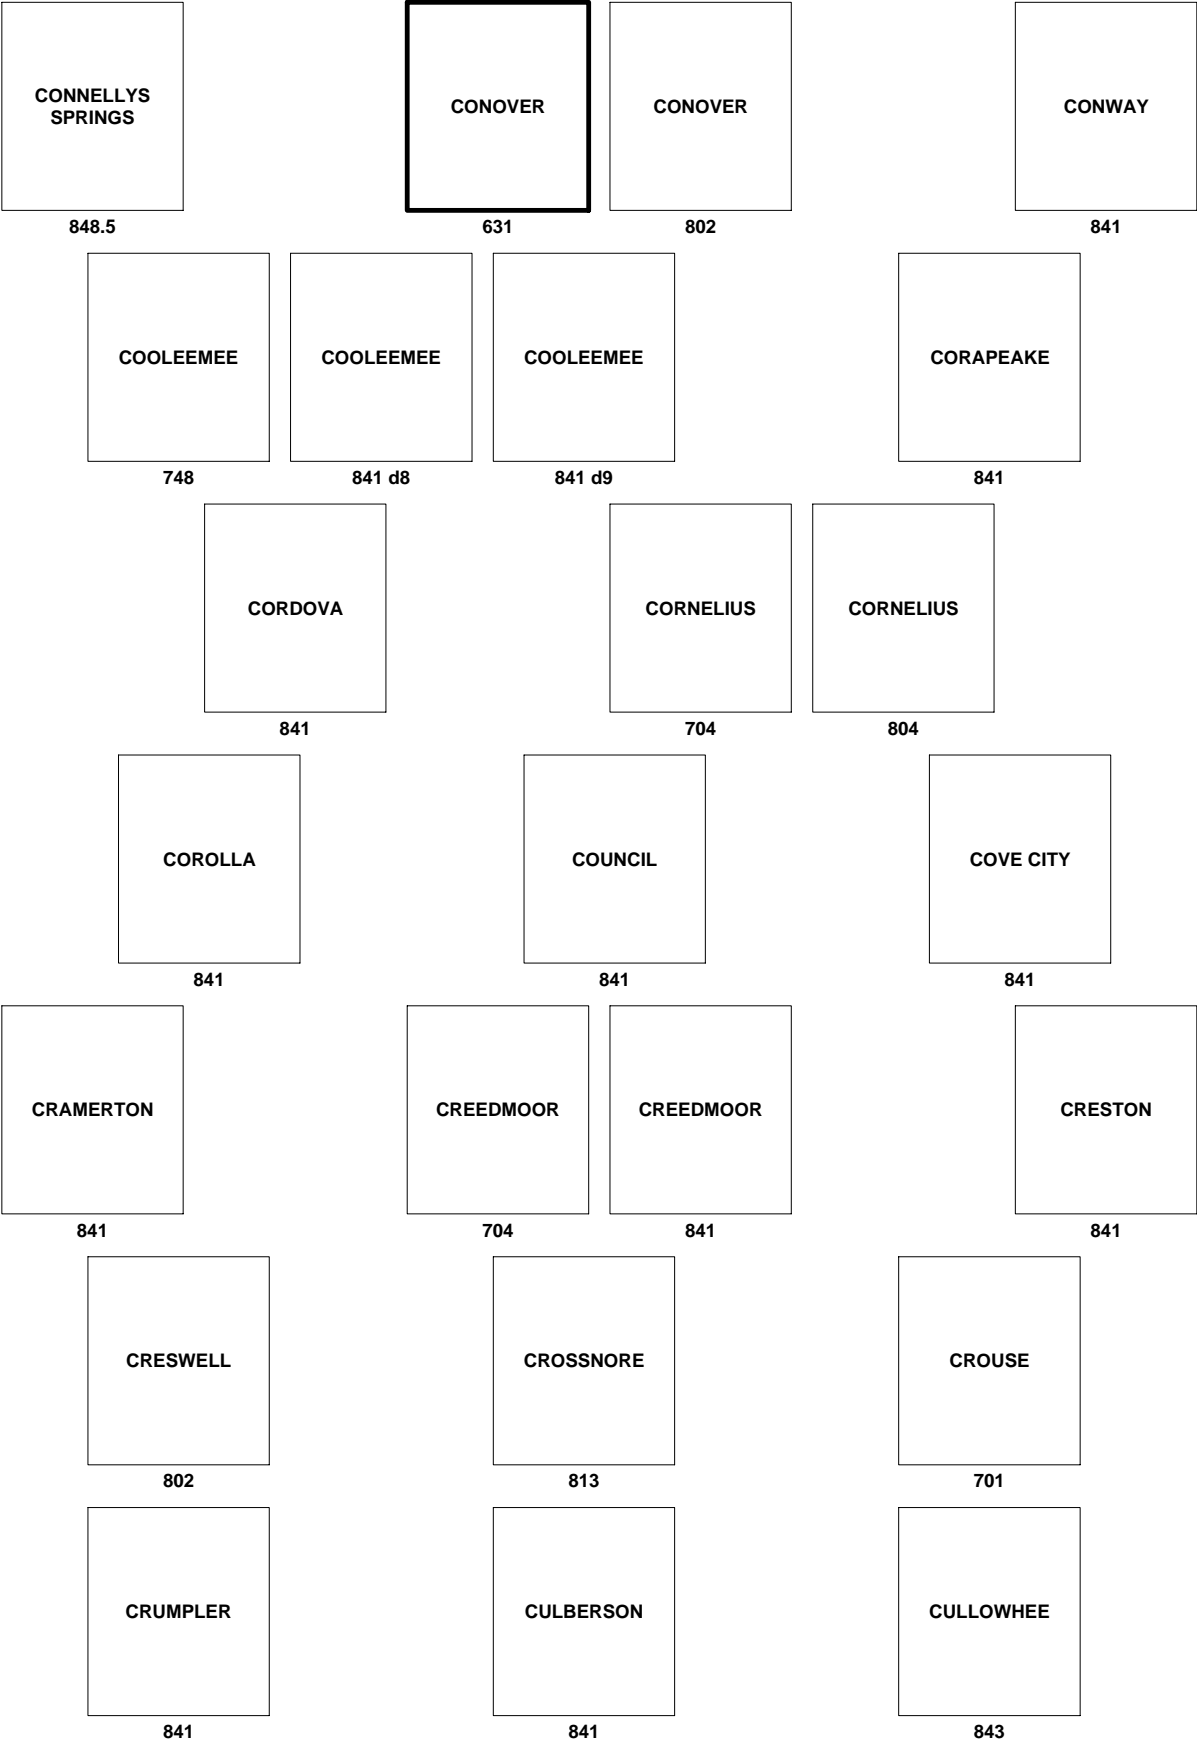 CONNELLYS
SPRINGS
CONOVER
CONOVER
CONWAY
848.5
631
802
841
COOLEEMEE
COOLEEMEE
COOLEEMEE
CORAPEAKE
748
841 d8
841 d9
841
CORDOVA
CORNELIUS
CORNELIUS
841
704
804
COROLLA
COUNCIL
COVE CITY
841
841
841
CRAMERTON
CREEDMOOR
CREEDMOOR
CRESTON
841
704
841
841
CRESWELL
CROSSNORE
CROUSE
802
813
701
CRUMPLER
CULBERSON
CULLOWHEE
841
841
843